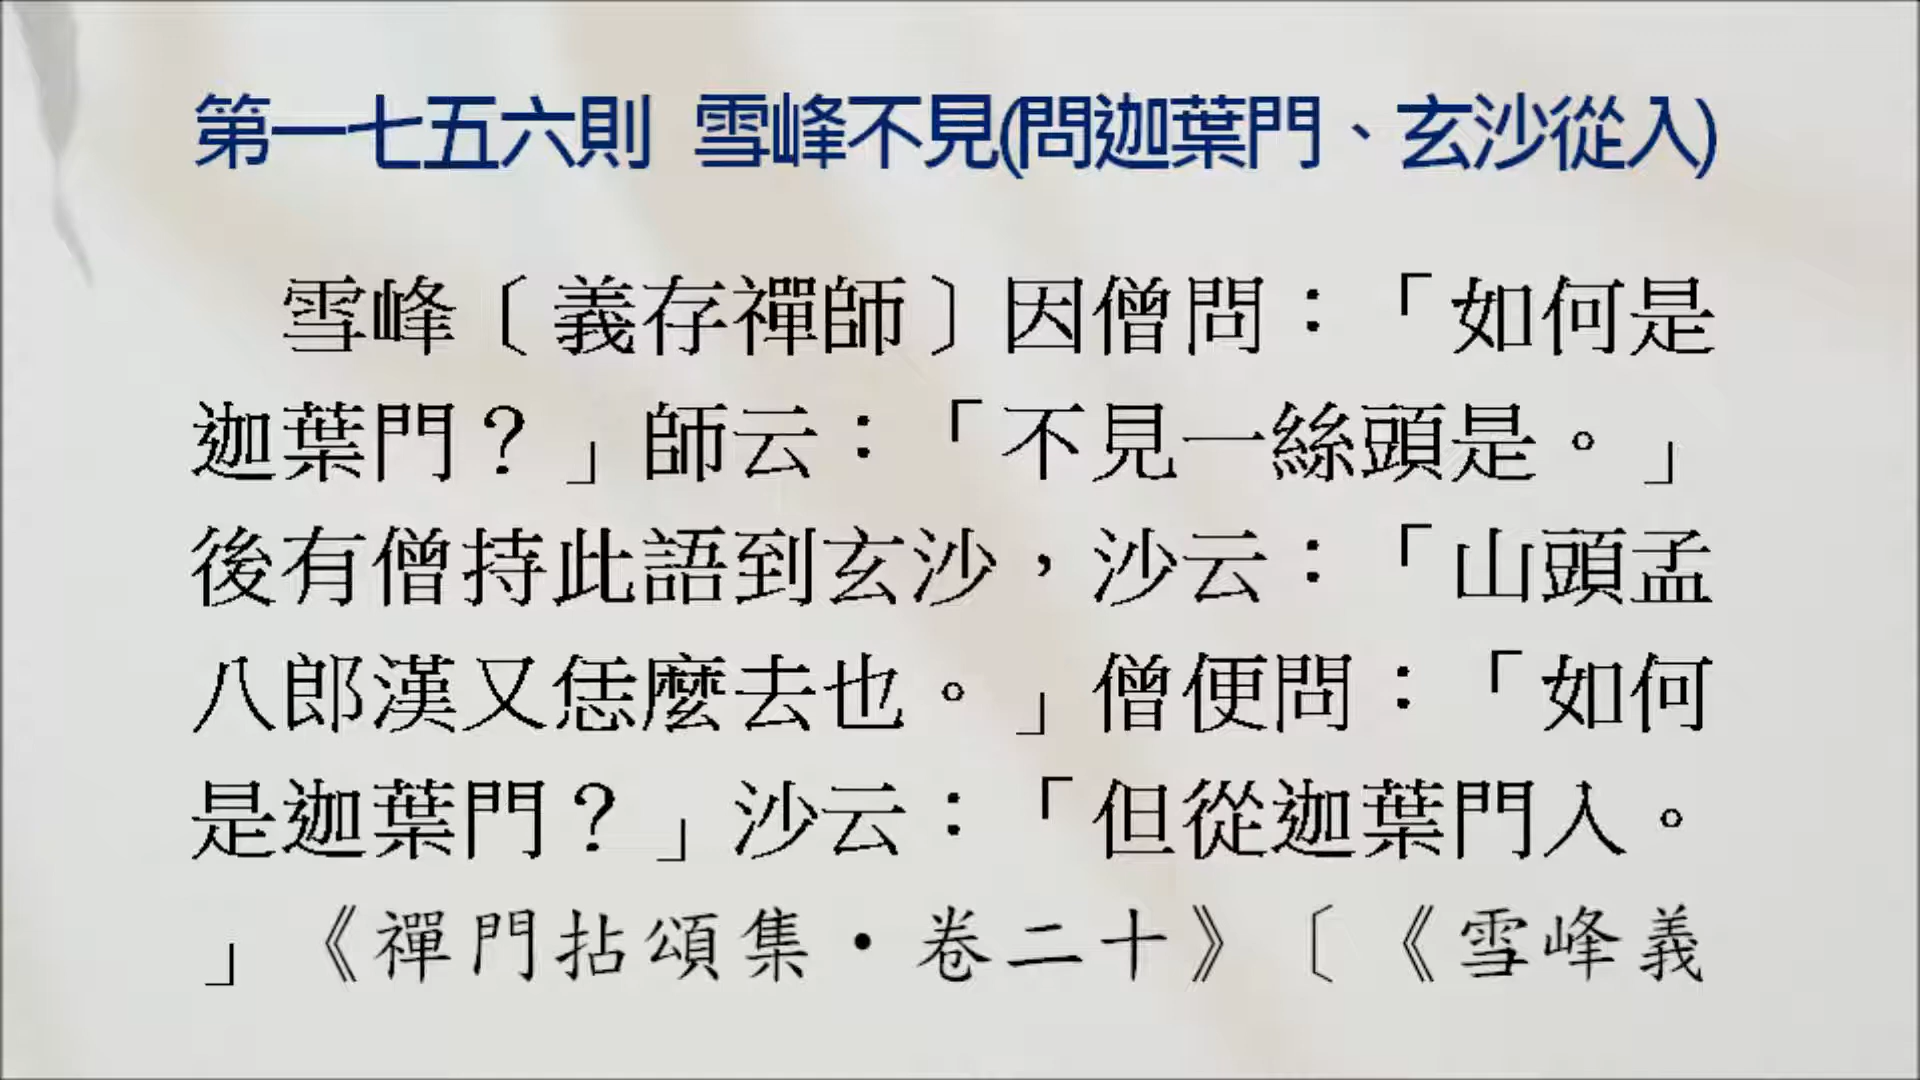 第一七五六則 雪峰不見(問迦葉門、玄沙從入)
雪峰〔義存禪師〕因僧問：「如何是
迦葉門？」師云：「不見一絲頭是。」
後有僧持此語到玄沙，沙云：「山頭孟
八郎漢又恁麼去也。」僧便問：「如何
是迦葉門？」沙云：「但從迦葉門入。
」《禪門拈頌集·卷二十》〔《雪峰義